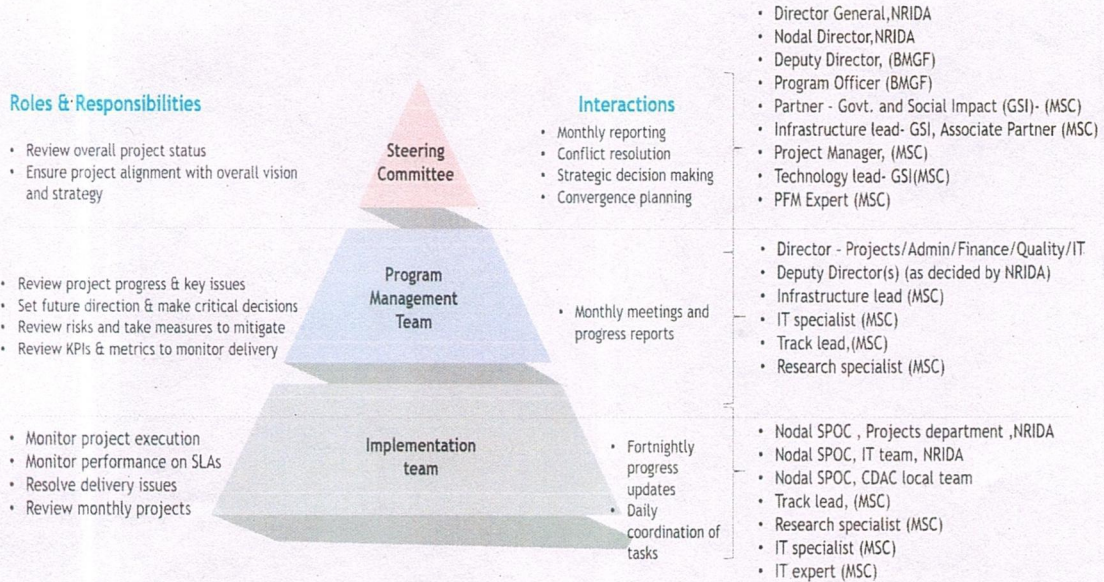 Roles & Responsibilities
• Review overall project status
• Ensure project alignment with overall vision
and strategy
Steering
Committee
Interactions
• Monthly reporting
• Conflict resolution
• Strategic decision making
• Convergence planning
• Director General,NRIDA
• Nodal Director,NRIDA
• Deputy Director, (BMGF)
• Program Officer (BMGF)
• Partner - Govt. and Social Impact (GSI)- (MSC)
• Infrastructure lead- GSI, Associate Partner (MSC)
• Project Manager, (MSC)
• Technology lead- GSI(MSC)
• PFM Expert (MSC)
• Review project progress & key issues
• Set future direction & make critical decisions
• Review risks and take measures to mitigate
• Review KPIs & metrics to monitor delivery
Program
Management
Team
• Monthly meetings and
progress reports
• Director - Projects/Admin/Finance/Quality/IT
• Deputy Director(s) (as decided by NRIDA)
• Infrastructure lead (MSC)
• IT specialist (MSC)
• Track lead,(MSC)
• Research specialist (MSC)
• Monitor project execution
• Monitor performance on SLAs
• Resolve delivery issues
• Review monthly projects
Implementation
team
• Fortnightly
progress
updates
• Daily
coordination of
tasks
• Nodal SPOC , Projects department ,NRIDA
• Nodal SPOC, IT team, NRIDA
• Nodal SPOC, CDAC local team
• Track lead, (MSC)
• Research specialist (MSC)
• IT specialist (MSC)
• IT expert (MSC)